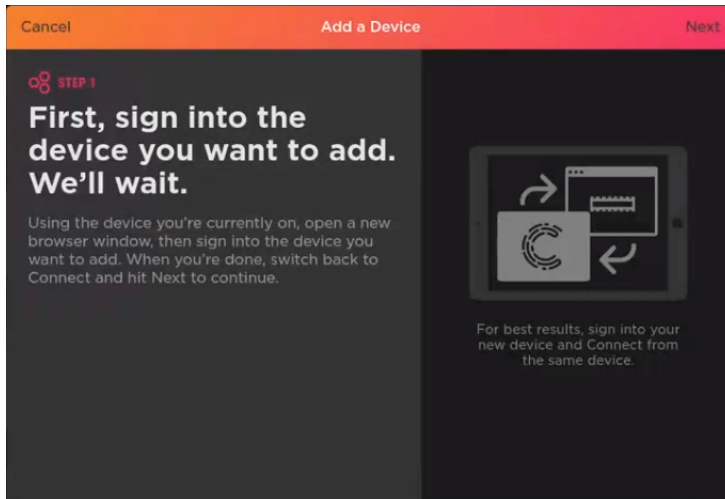 Cancel
Add a Device
Next
STEP 1
First, sign into the
device you want to add.
We'll wait.
Using the device you're currently on, open a new
browser window, then sign into the device you
want to add. When you're done, switch back to
Connect and hit Next to continue.
For best results, sign into your
new device and Connect from
the same device.